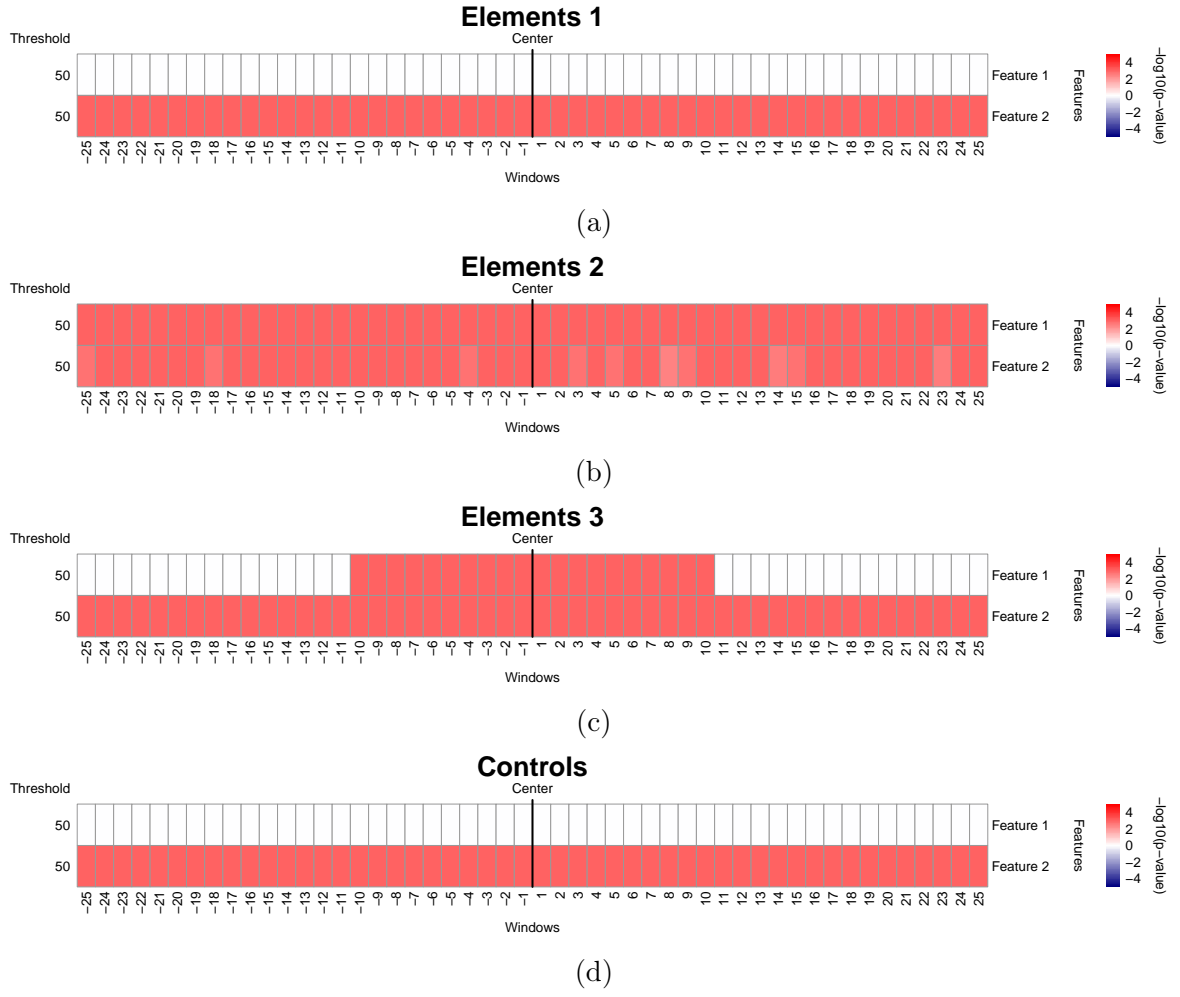 Elements 1
Threshold Center
50 Feature 1
50 Feature 2
−25 −24 −23 −22 −21 −20 −19 −18 −17 −16 −15 −14 −13 −12 −11 −10 −9 −8 −7 −6 −5 −4 −3 −2 −1 1 2 3 4 5 6 7 8 9 10 11 12 13 14 15 16 17 18 19 20 21 22 23 24 25
Windows
Features
4
2
0
−2
−4
−log10(p−value)
(a)
Elements 2
Threshold Center
50 Feature 1
50 Feature 2
−25 −24 −23 −22 −21 −20 −19 −18 −17 −16 −15 −14 −13 −12 −11 −10 −9 −8 −7 −6 −5 −4 −3 −2 −1 1 2 3 4 5 6 7 8 9 10 11 12 13 14 15 16 17 18 19 20 21 22 23 24 25
Windows
Features
4
2
0
−2
−4
−log10(p−value)
(b)
Elements 3
Threshold Center
50 Feature 1
50 Feature 2
−25 −24 −23 −22 −21 −20 −19 −18 −17 −16 −15 −14 −13 −12 −11 −10 −9 −8 −7 −6 −5 −4 −3 −2 −1 1 2 3 4 5 6 7 8 9 10 11 12 13 14 15 16 17 18 19 20 21 22 23 24 25
Windows
Features
4
2
0
−2
−4
−log10(p−value)
(c)
Controls
Threshold Center
50 Feature 1
50 Feature 2
−25 −24 −23 −22 −21 −20 −19 −18 −17 −16 −15 −14 −13 −12 −11 −10 −9 −8 −7 −6 −5 −4 −3 −2 −1 1 2 3 4 5 6 7 8 9 10 11 12 13 14 15 16 17 18 19 20 21 22 23 24 25
Windows
Features
4
2
0
−2
−4
−log10(p−value)
(d)